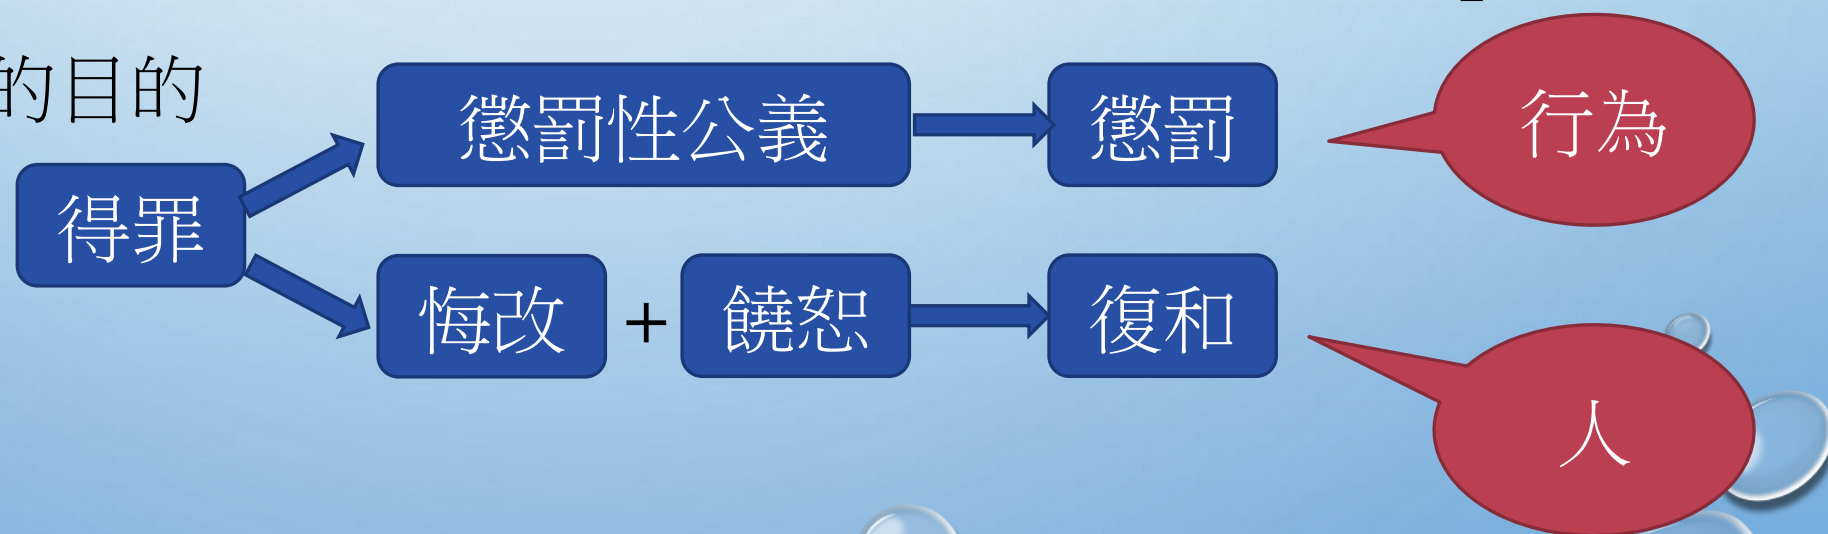 的目的
得罪
懲罰性公義
懲罰
行為
悔改
+
饒恕
復和
人